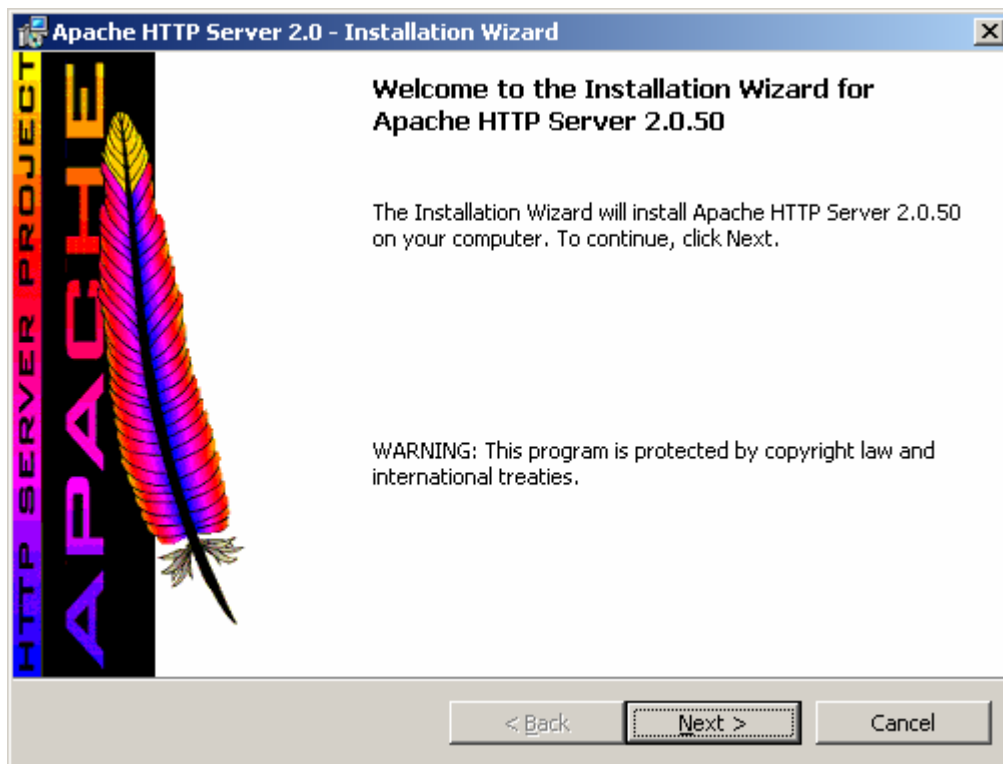 Apache HTTP Server 2.0 - Installation Wizard
HTTP SERVER PROJECT
APACHE
Welcome to the Installation Wizard for
Apache HTTP Server 2.0.50
The Installation Wizard will install Apache HTTP Server 2.0.50
on your computer. To continue, click Next.
WARNING: This program is protected by copyright law and
international treaties.
< Back
Next >
Cancel